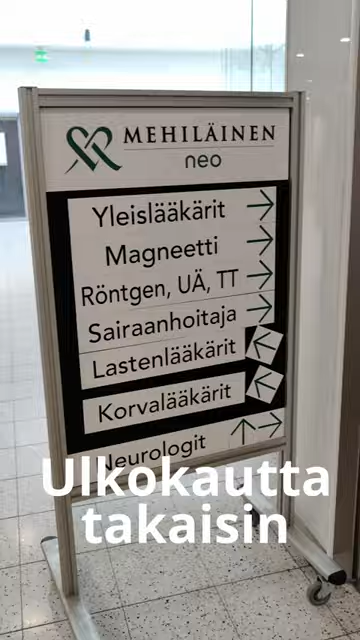 MEHILÄINEN
neo
Yleislääkärit
Magneetti
Röntgen, UÄ, TT
Sairaanhoitaja
Lastenlääkärit
Korvalääkärit
Neurologit
Ulkokautta
takaisin